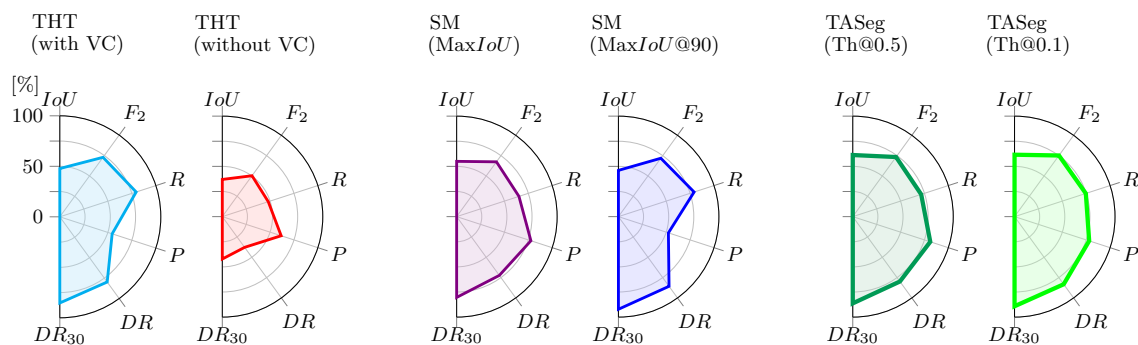 THT
(with VC)
THT
(without VC)
SM
(MaxIoU)
SM
(MaxIoU@90)
TASeg
(Th@0.5)
TASeg
(Th@0.1)
[%]
100
50
0
IoU
F₂
R
P
DR
DR₃₀
IoU
F₂
R
P
DR
DR₃₀
IoU
F₂
R
P
DR
DR₃₀
IoU
F₂
R
P
DR
DR₃₀
IoU
F₂
R
P
DR
DR₃₀
IoU
F₂
R
P
DR
DR₃₀